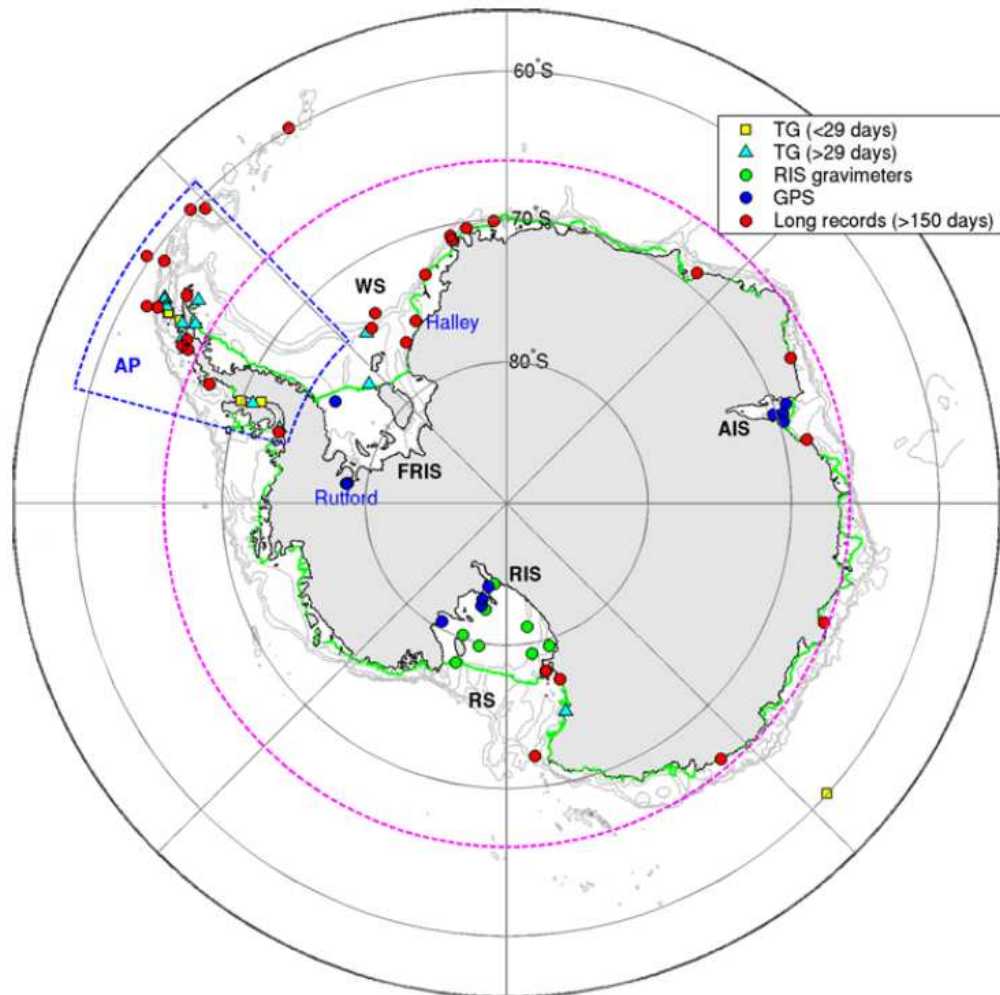 60°S
TG (<29 days)
TG (>29 days)
RIS gravimeters
GPS
Long records (>150 days)
70°S
WS
Halley
80°S
AP
AIS
FRIS
Rutford
RIS
RS